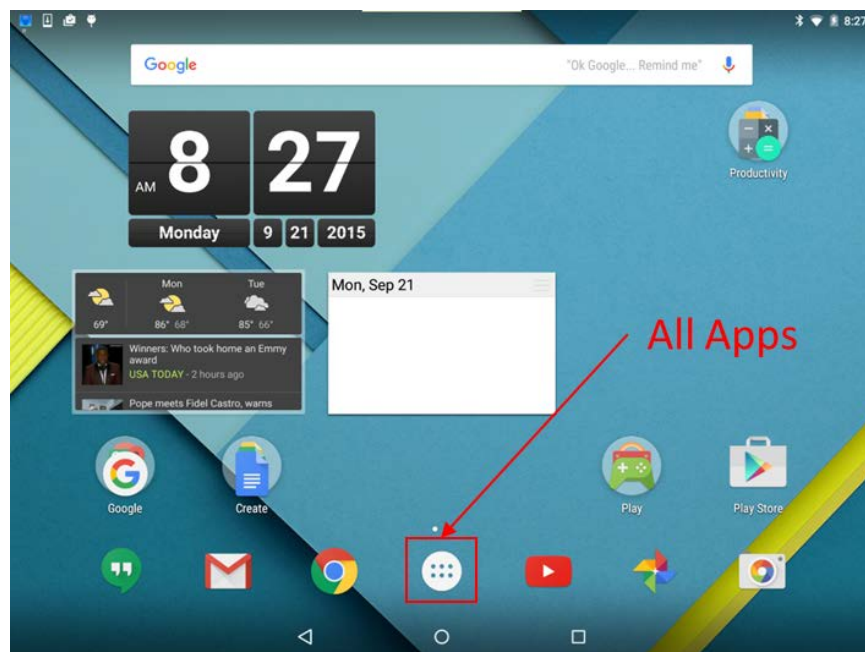 8:27
Google
"Ok Google... Remind me"
AM
8 27
Monday 9 21 2015
Productivity
Mon
Tue
69°
86° 68°
85° 66°
Winners: Who took home an Emmy
award
USA TODAY - 2 hours ago
Pope meets Fidel Castro, warns
Mon, Sep 21
All Apps
Google
Create
Play
Play Store